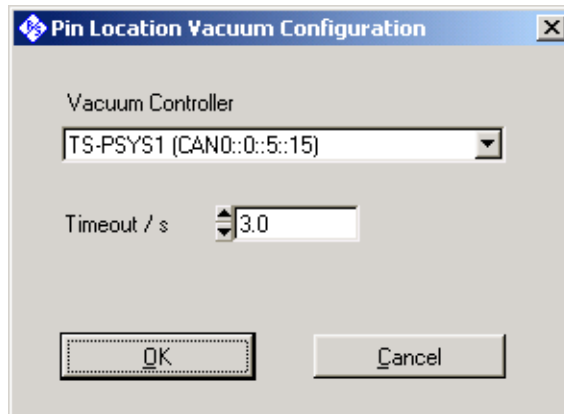 Pin Location Vacuum Configuration
Vacuum Controller
TS-PSYS1 (CAN0::0::5::15)
Timeout / s
3.0
OK
Cancel